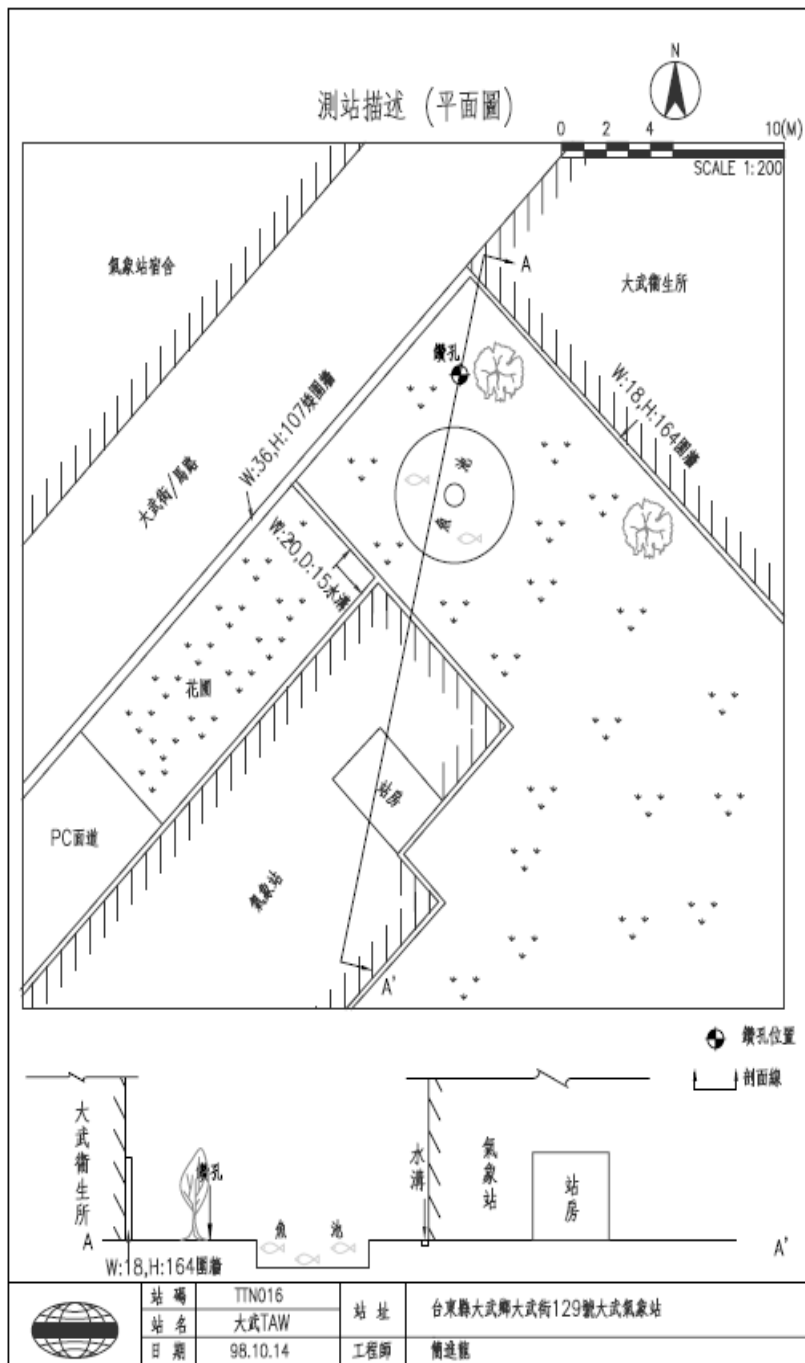 N
測站描述 (平面圖)
0 2 4 10(M)
SCALE 1:200
氣象站宿舍
A
大武衛生所
鑽孔
W:36,H:107矮圍牆
W:18,H:164圍牆
大武街/馬路
魚池
W:20,D:15水溝
花圃
站房
PC面道
氣象站
A'
鑽孔位置
剖面線
大武衛生所
鑽孔
水溝
氣象站
站房
魚 池
A
A'
W:18,H:164圍牆
站 碼 TTN016 站 址 台東縣大武鄉大武街129號大武氣象站
站 名 大武TAW
日 期 98.10.14 工程師 簡進龍